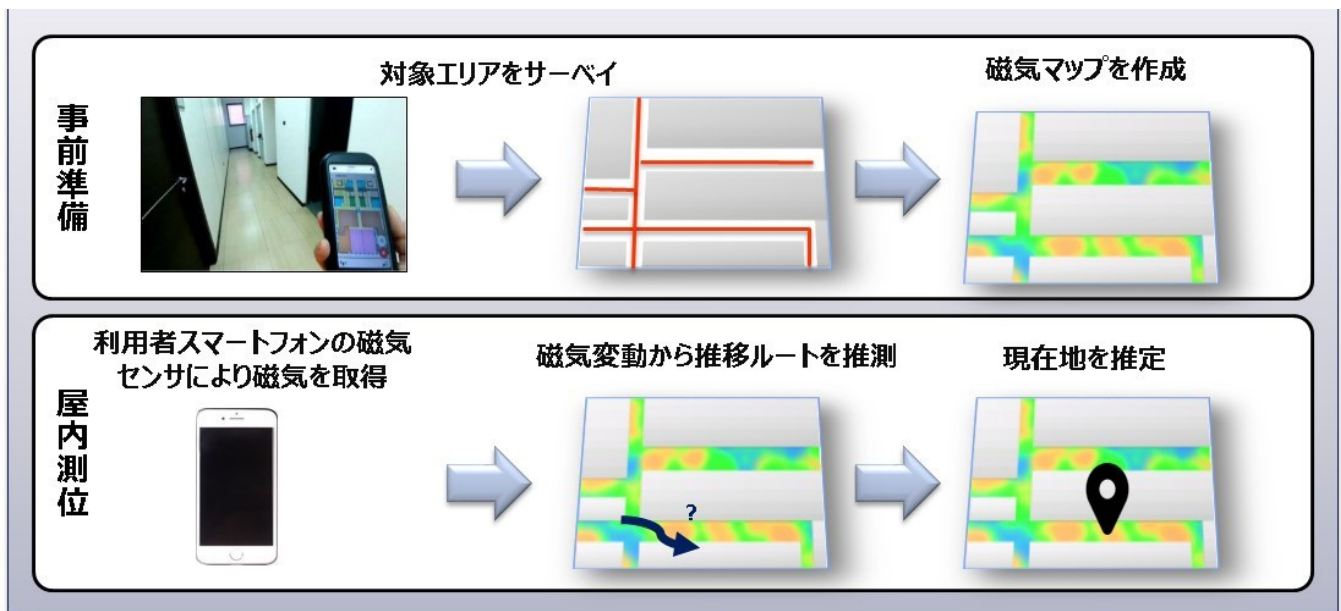 事前準備
対象エリアをサーベイ
磁気マップを作成
屋内測位
利用者スマートフォンの磁気
センサにより磁気を取得
磁気変動から推移ルートを推測
?
現在地を推定